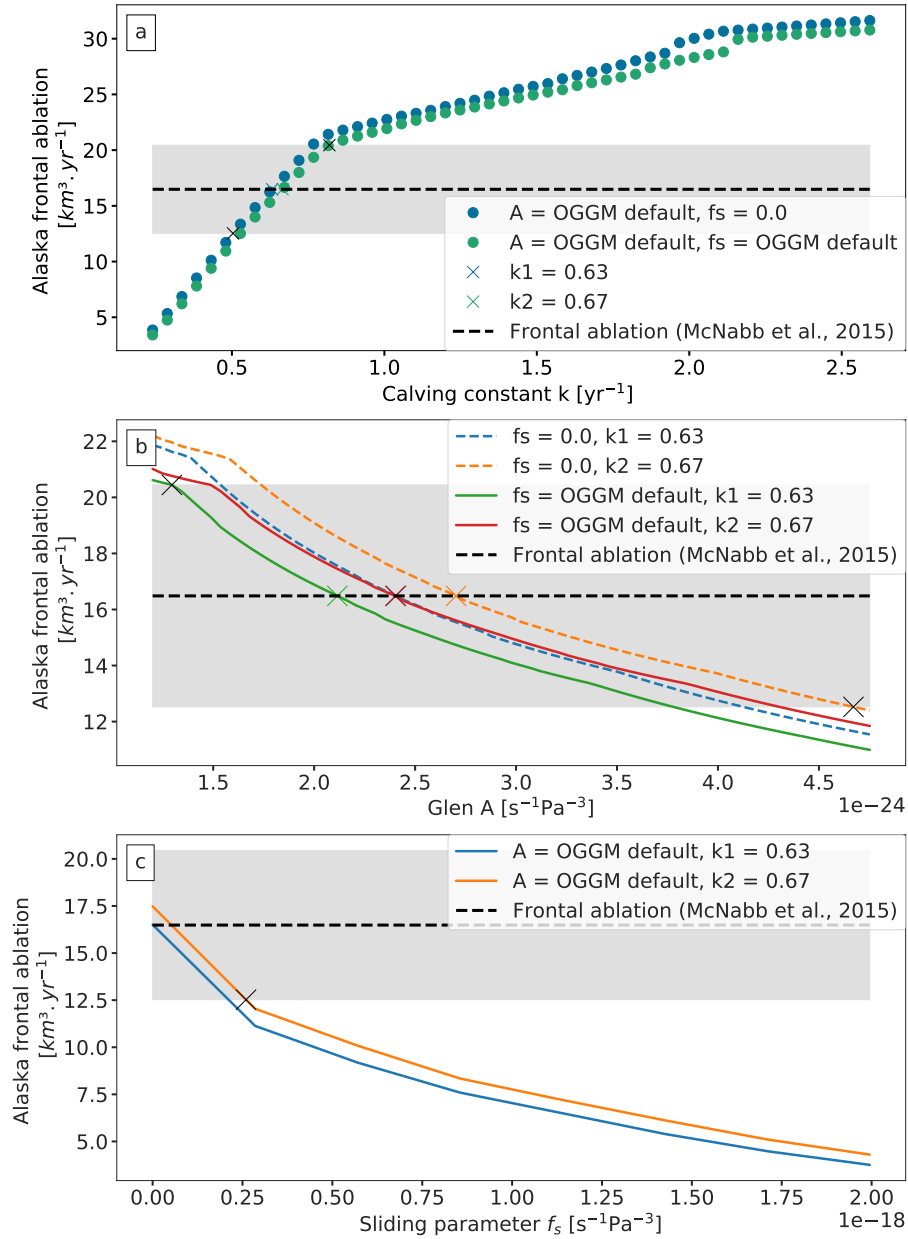 a
Alaska frontal ablation
[km³.yr⁻¹]
30
25
20
15
10
5
A = OGGM default, fs = 0.0
A = OGGM default, fs = OGGM default
k1 = 0.63
k2 = 0.67
Frontal ablation (McNabb et al., 2015)
0.5 1.0 1.5 2.0 2.5
Calving constant k [yr⁻¹]
b
Alaska frontal ablation
[km³.yr⁻¹]
22
20
18
16
14
12
fs = 0.0, k1 = 0.63
fs = 0.0, k2 = 0.67
fs = OGGM default, k1 = 0.63
fs = OGGM default, k2 = 0.67
Frontal ablation (McNabb et al., 2015)
1.5 2.0 2.5 3.0 3.5 4.0 4.5
Glen A [s⁻¹Pa⁻³]
1e−24
c
Alaska frontal ablation
[km³.yr⁻¹]
20.0
17.5
15.0
12.5
10.0
7.5
5.0
A = OGGM default, k1 = 0.63
A = OGGM default, k2 = 0.67
Frontal ablation (McNabb et al., 2015)
0.00 0.25 0.50 0.75 1.00 1.25 1.50 1.75 2.00
Sliding parameter fₛ [s⁻¹Pa⁻³]
1e−18